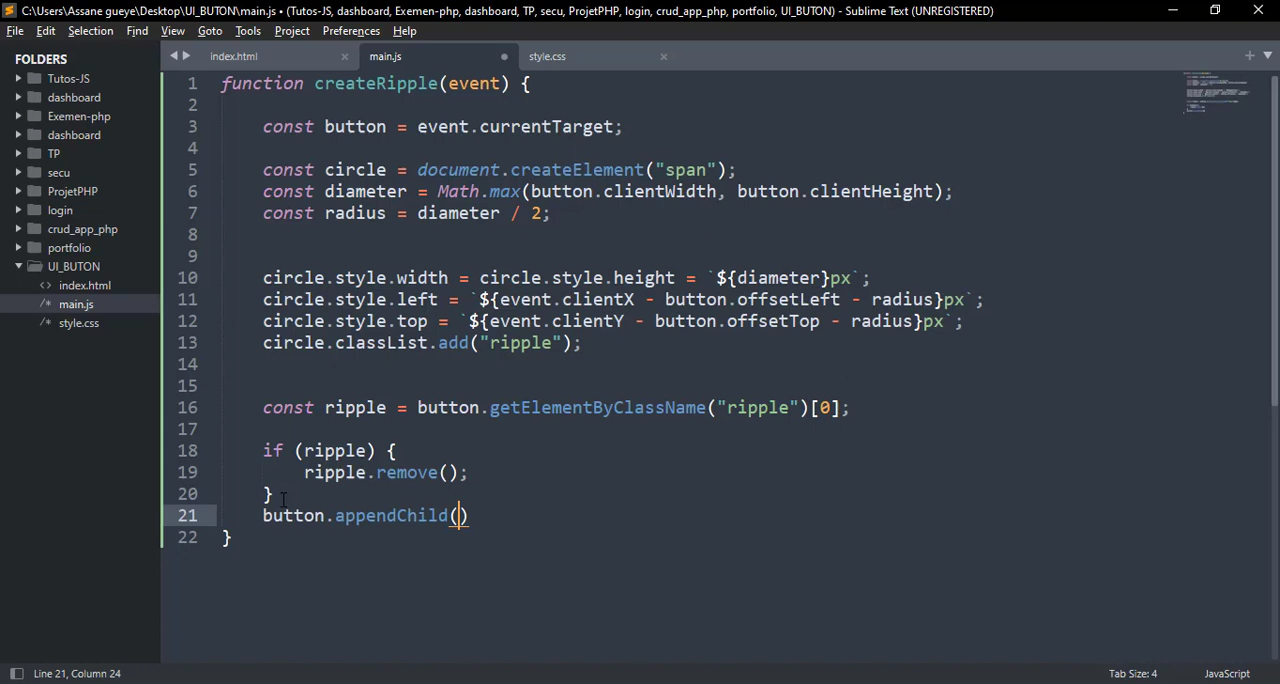 C:\Users\Assane gueye\Desktop\UI_BUTON\main.js • (Tutos-JS, dashboard, Exemen-php, dashboard, TP, secu, ProjetPHP, login, crud_app_php, portfolio, UI_BUTON) - Sublime Text (UNREGISTERED)
File Edit Selection Find View Goto Tools Project Preferences Help
FOLDERS
Tutos-JS
dashboard
Exemen-php
dashboard
TP
secu
ProjetPHP
login
crud_app_php
portfolio
UI_BUTON
index.html
main.js
style.css
index.html main.js style.css
1 function createRipple(event) {
2
3 const button = event.currentTarget;
4
5 const circle = document.createElement("span");
6 const diameter = Math.max(button.clientWidth, button.clientHeight);
7 const radius = diameter / 2;
8
9
10 circle.style.width = circle.style.height = `${diameter}px`;
11 circle.style.left = `${event.clientX - button.offsetLeft - radius}px`;
12 circle.style.top = `${event.clientY - button.offsetTop - radius}px`;
13 circle.classList.add("ripple");
14
15
16 const ripple = button.getElementByClassName("ripple")[0];
17
18 if (ripple) {
19 ripple.remove();
20 }
21 button.appendChild()
22 }
Line 21, Column 24 Tab Size: 4 JavaScript